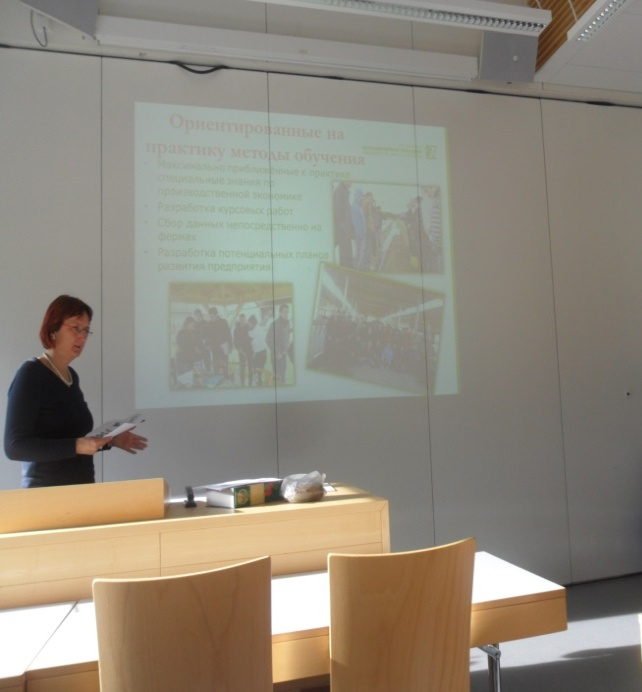 Ориентированные на
практику методы обучения
• Максимально приближенные к практике
специальные знания по
производственной экономике
• Разработка курсовых работ
• Сбор данных непосредственно на
фермах
• Разработка потенциальных планов
развития предприятия